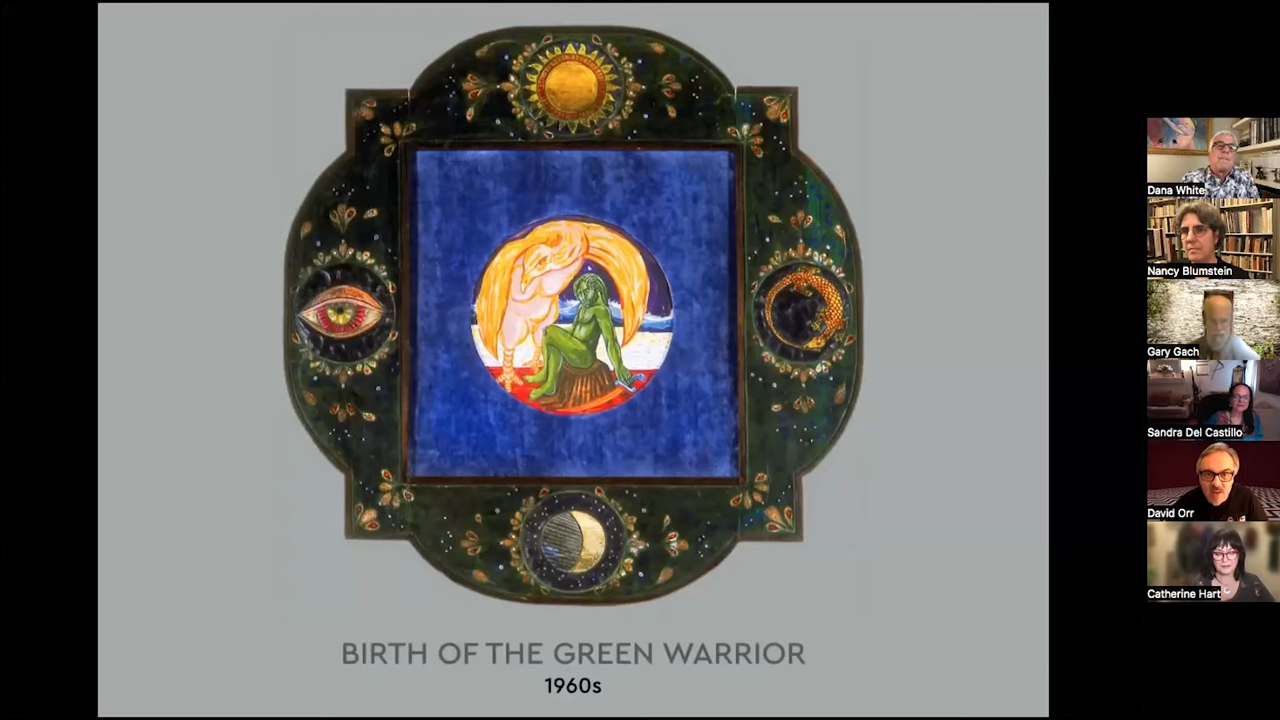 BIRTH OF THE GREEN WARRIOR
1960s
Dana White
Nancy Blumstein
Gary Gach
Sandra Del Castillo
David Orr
Catherine Hart